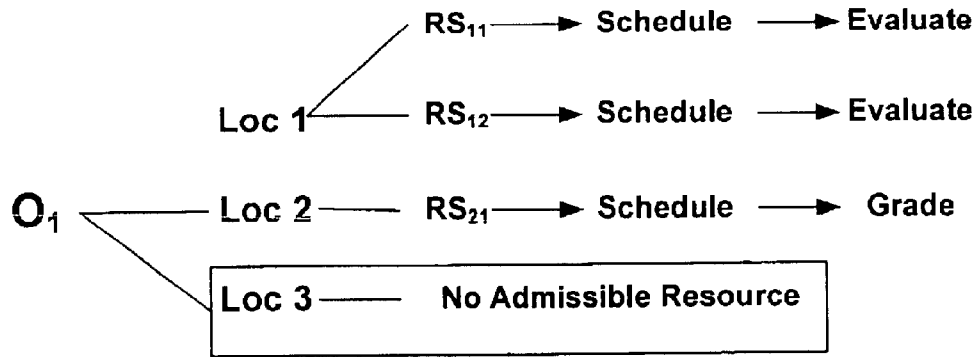 RS₁₁ Schedule Evaluate
Loc 1 RS₁₂ Schedule Evaluate
O₁ Loc 2 RS₂₁ Schedule Grade
Loc 3 No Admissible Resource